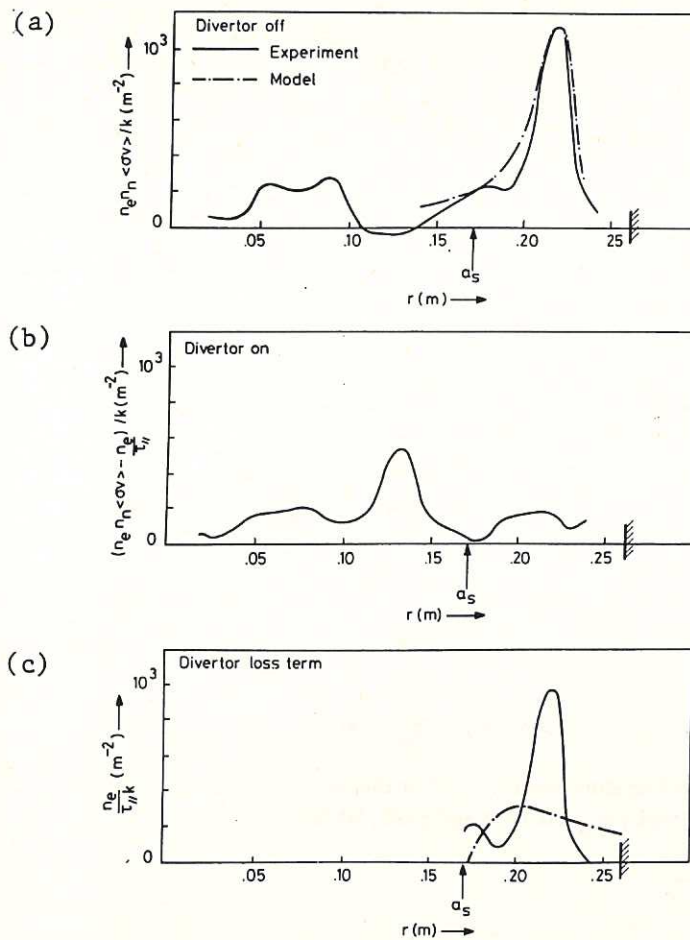 (a)
Divertor off
Experiment
Model
n_e n_n <σv> /k (m⁻²)
10³
0
.05 .10 .15 .20 .25
a_s
r (m)
(b)
Divertor on
(n_e n_n <σv> - n_e/τ_//) /k (m⁻²)
10³
0
.05 .10 .15 .20 .25
a_s
r (m)
(c)
Divertor loss term
n_e/τ_// k (m⁻²)
10³
0
.05 .10 .15 .20 .25
a_s
r (m)